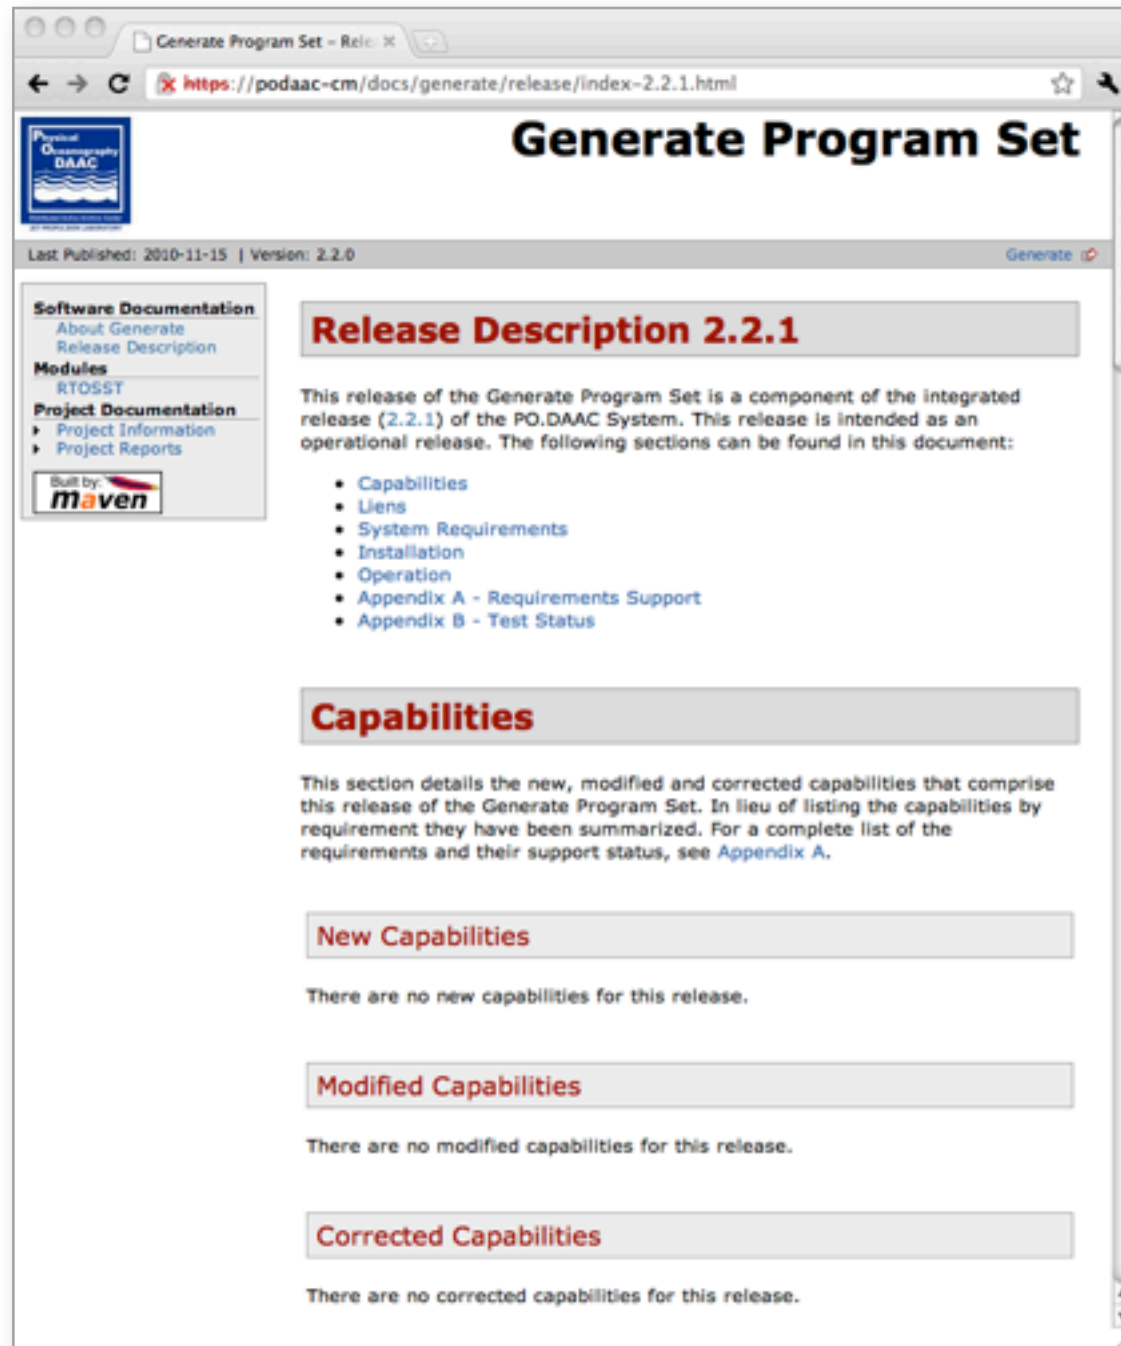 Generate Program Set – Rele
https://podaac-cm/docs/generate/release/index-2.2.1.html
Physical
Oceanography
DAAC
Generate Program Set
Last Published: 2010-11-15 | Version: 2.2.0
Generate
Software Documentation
About Generate
Release Description
Modules
RTOSST
Project Documentation
Project Information
Project Reports
Built by:
maven
Release Description 2.2.1
This release of the Generate Program Set is a component of the integrated
release (2.2.1) of the PO.DAAC System. This release is intended as an
operational release. The following sections can be found in this document:
• Capabilities
• Liens
• System Requirements
• Installation
• Operation
• Appendix A - Requirements Support
• Appendix B - Test Status
Capabilities
This section details the new, modified and corrected capabilities that comprise
this release of the Generate Program Set. In lieu of listing the capabilities by
requirement they have been summarized. For a complete list of the
requirements and their support status, see Appendix A.
New Capabilities
There are no new capabilities for this release.
Modified Capabilities
There are no modified capabilities for this release.
Corrected Capabilities
There are no corrected capabilities for this release.